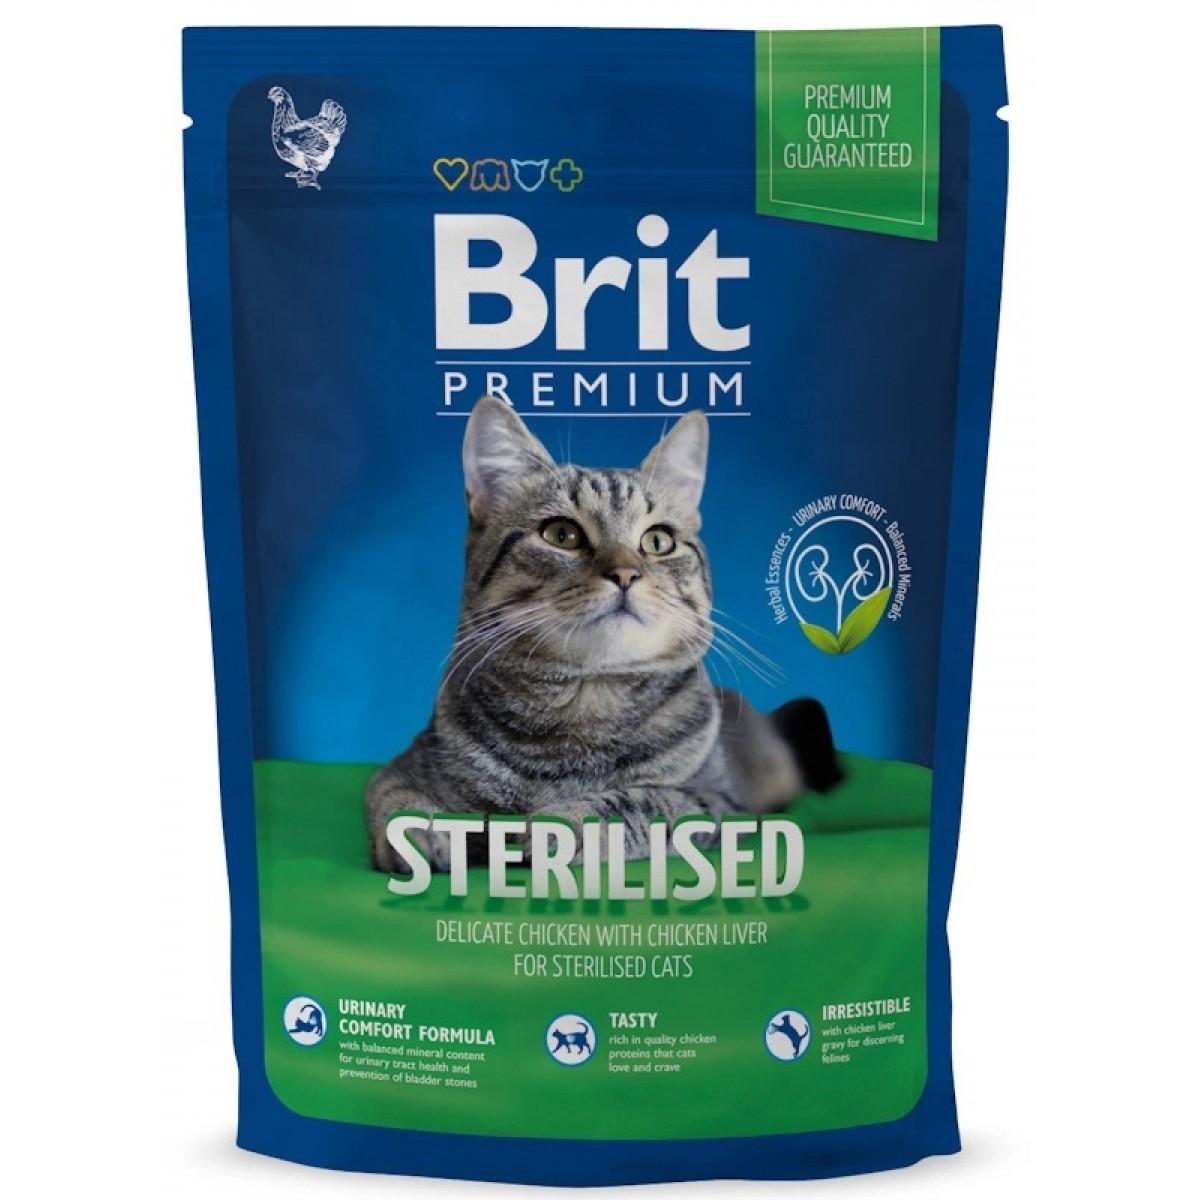 PREMIUM
QUALITY
GUARANTEED
Brit
PREMIUM
Herbal Essences - URINARY COMFORT - Balanced Minerals
STERILISED
DELICATE CHICKEN WITH CHICKEN LIVER
FOR STERILISED CATS
URINARY
COMFORT FORMULA
with balanced mineral content
for urinary tract health and
prevention of bladder stones
TASTY
rich in quality chicken
proteins that cats
love and crave
IRRESISTIBLE
with chicken liver
gravy for discerning
felines